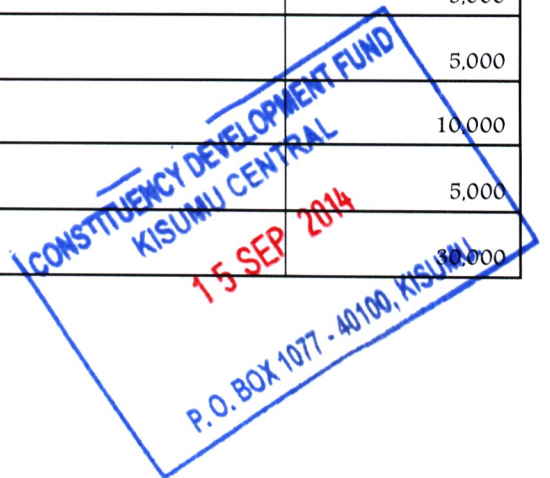 5,000
10,000
5,000
30,000
CONSTITUENCY DEVELOPMENT FUND
KISUMU CENTRAL
15 SEP 2014
P. O. BOX 1077 - 40100, KISUMU.